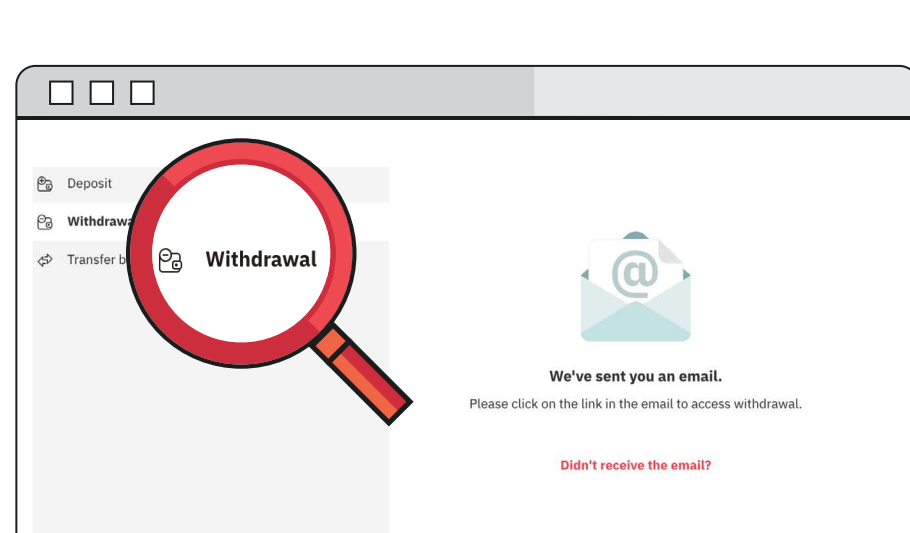 Deposit
Withdrawal
Transfer b
Withdrawal
@
We've sent you an email.
Please click on the link in the email to access withdrawal.
Didn't receive the email?